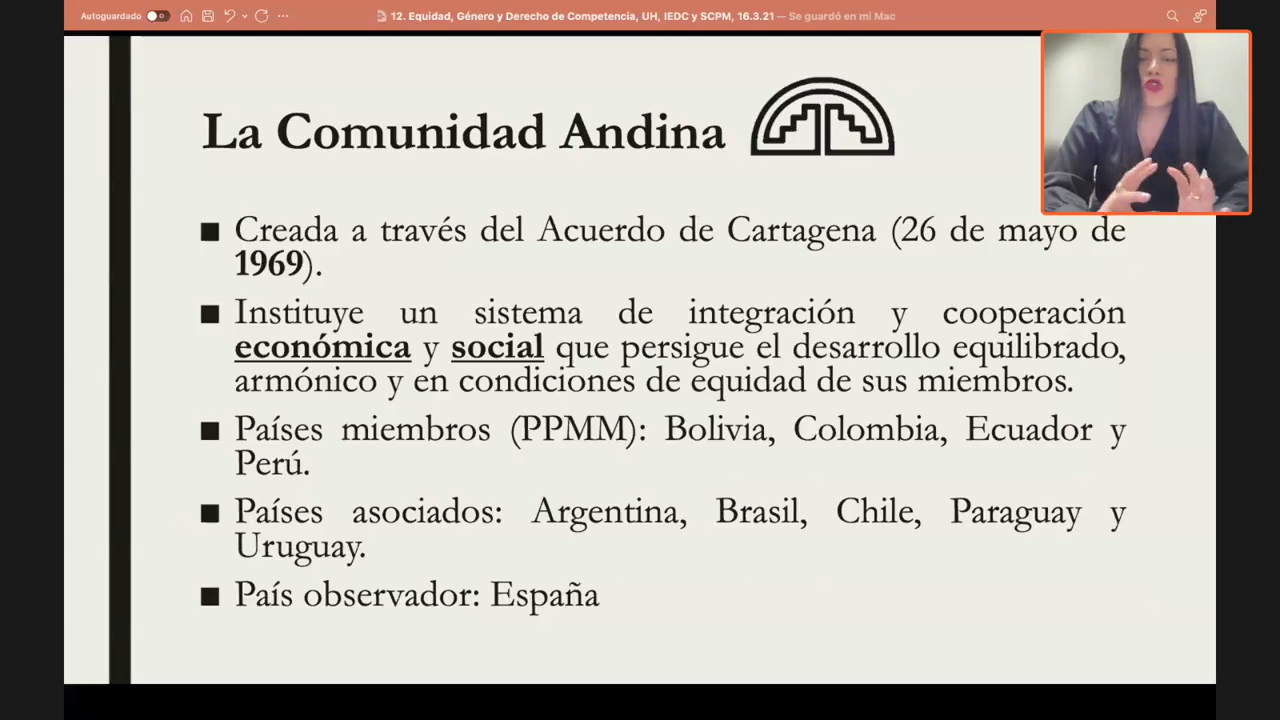 Autoguardado
12. Equidad, Género y Derecho de Competencia, UH, IEDC y SCPM, 16.3.21 — Se guardó en mi Mac
La Comunidad Andina
■ Creada a través del Acuerdo de Cartagena (26 de mayo de
1969).
■ Instituye un sistema de integración y cooperación
económica y social que persigue el desarrollo equilibrado,
armónico y en condiciones de equidad de sus miembros.
■ Países miembros (PPMM): Bolivia, Colombia, Ecuador y
Perú.
■ Países asociados: Argentina, Brasil, Chile, Paraguay y
Uruguay.
■ País observador: España